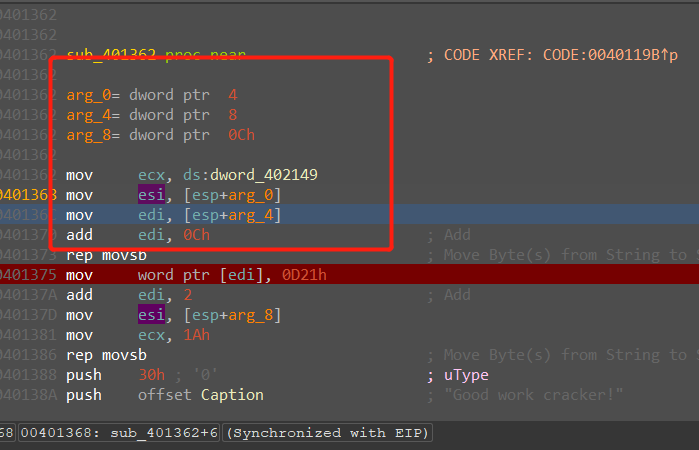 00401362
00401362
00401362 sub_401362 proc near ; CODE XREF: CODE:0040119B↑p
00401362
00401362 arg_0= dword ptr 4
00401362 arg_4= dword ptr 8
00401362 arg_8= dword ptr 0Ch
00401362
00401362 mov ecx, ds:dword_402149
00401368 mov esi, [esp+arg_0]
mov edi, [esp+arg_4]
00401370 add edi, 0Ch ; Add
00401373 rep movsb ; Move Byte(s) from String to S
00401375 mov word ptr [edi], 0D21h
0040137A add edi, 2 ; Add
0040137D mov esi, [esp+arg_8]
00401381 mov ecx, 1Ah
00401386 rep movsb ; Move Byte(s) from String to S
00401388 push 30h ; '0' ; uType
0040138A push offset Caption ; "Good work cracker!"
68 00401368: sub_401362+6 (Synchronized with EIP)